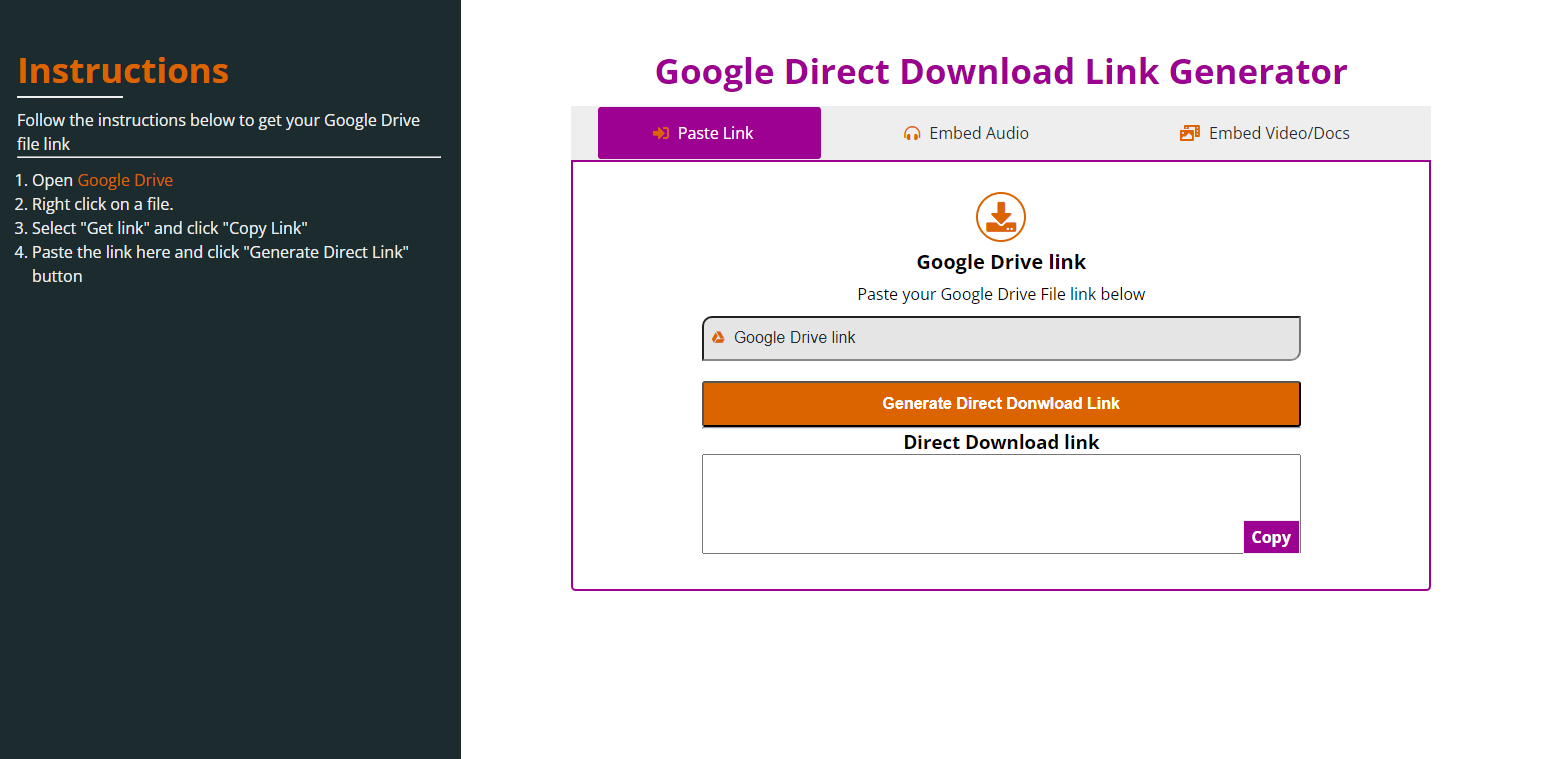 Instructions
Follow the instructions below to get your Google Drive
file link
1. Open Google Drive
2. Right click on a file.
3. Select "Get link" and click "Copy Link"
4. Paste the link here and click "Generate Direct Link"
button
Google Direct Download Link Generator
Paste Link
Embed Audio
Embed Video/Docs
Google Drive link
Paste your Google Drive File link below
Google Drive link
Generate Direct Donwload Link
Direct Download link
Copy